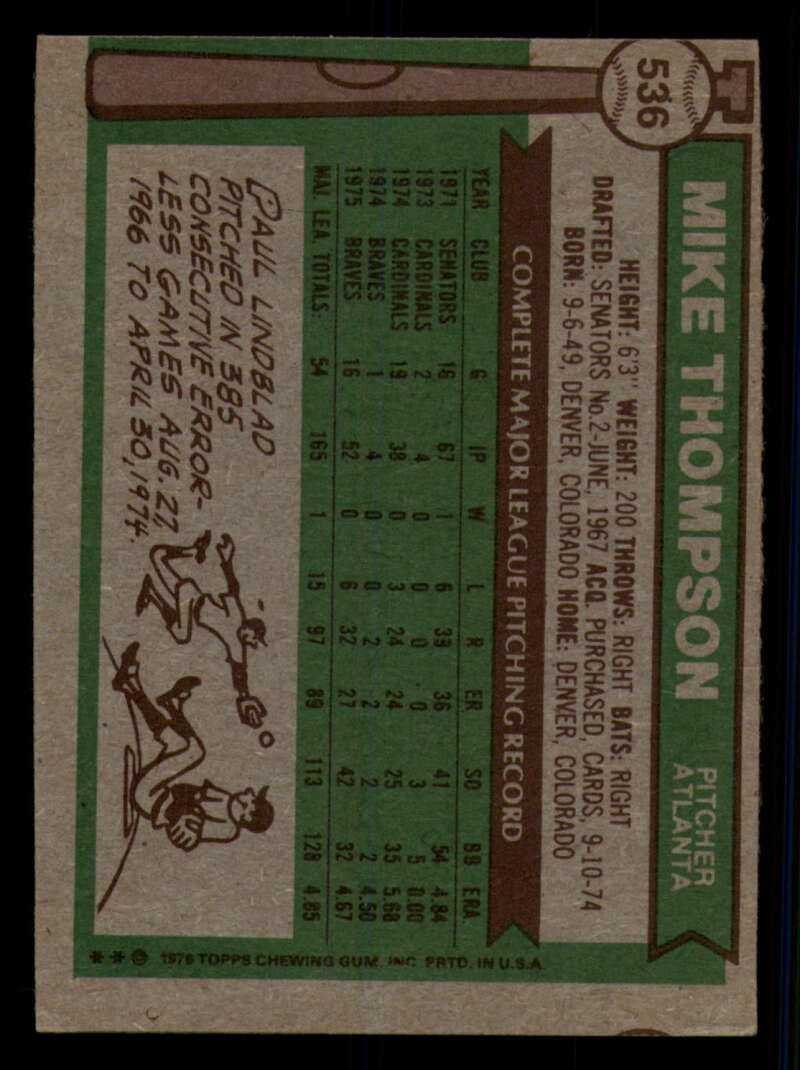 536
MIKE THOMPSON
PITCHER
ATLANTA
HEIGHT: 6'3" WEIGHT: 200 THROWS: RIGHT BATS: RIGHT
DRAFTED: SENATORS No.2-JUNE, 1967 ACQ. PURCHASED, CARDS, 9-10-74
BORN: 9-6-49, DENVER, COLORADO HOME: DENVER, COLORADO
COMPLETE MAJOR LEAGUE PITCHING RECORD
YEAR CLUB G IP W L R ER SO BB ERA
1971 SENATORS 16 67 1 6 39 36 41 54 4.84
1973 CARDINALS 2 4 0 0 0 0 3 5 0.00
1974 CARDINALS 19 38 0 3 24 24 25 35 5.68
1974 BRAVES 1 4 0 0 2 2 2 2 4.50
1975 BRAVES 16 52 0 6 32 27 42 32 4.67
MAJ. LEA. TOTALS: 54 165 1 15 97 89 113 128 4.85
PAUL LINDBLAD
PITCHED IN 385
CONSECUTIVE ERROR-
LESS GAMES AUG. 27,
1966 TO APRIL 30, 1974.
* * © 1976 TOPPS CHEWING GUM, INC. PRTD. IN U.S.A.